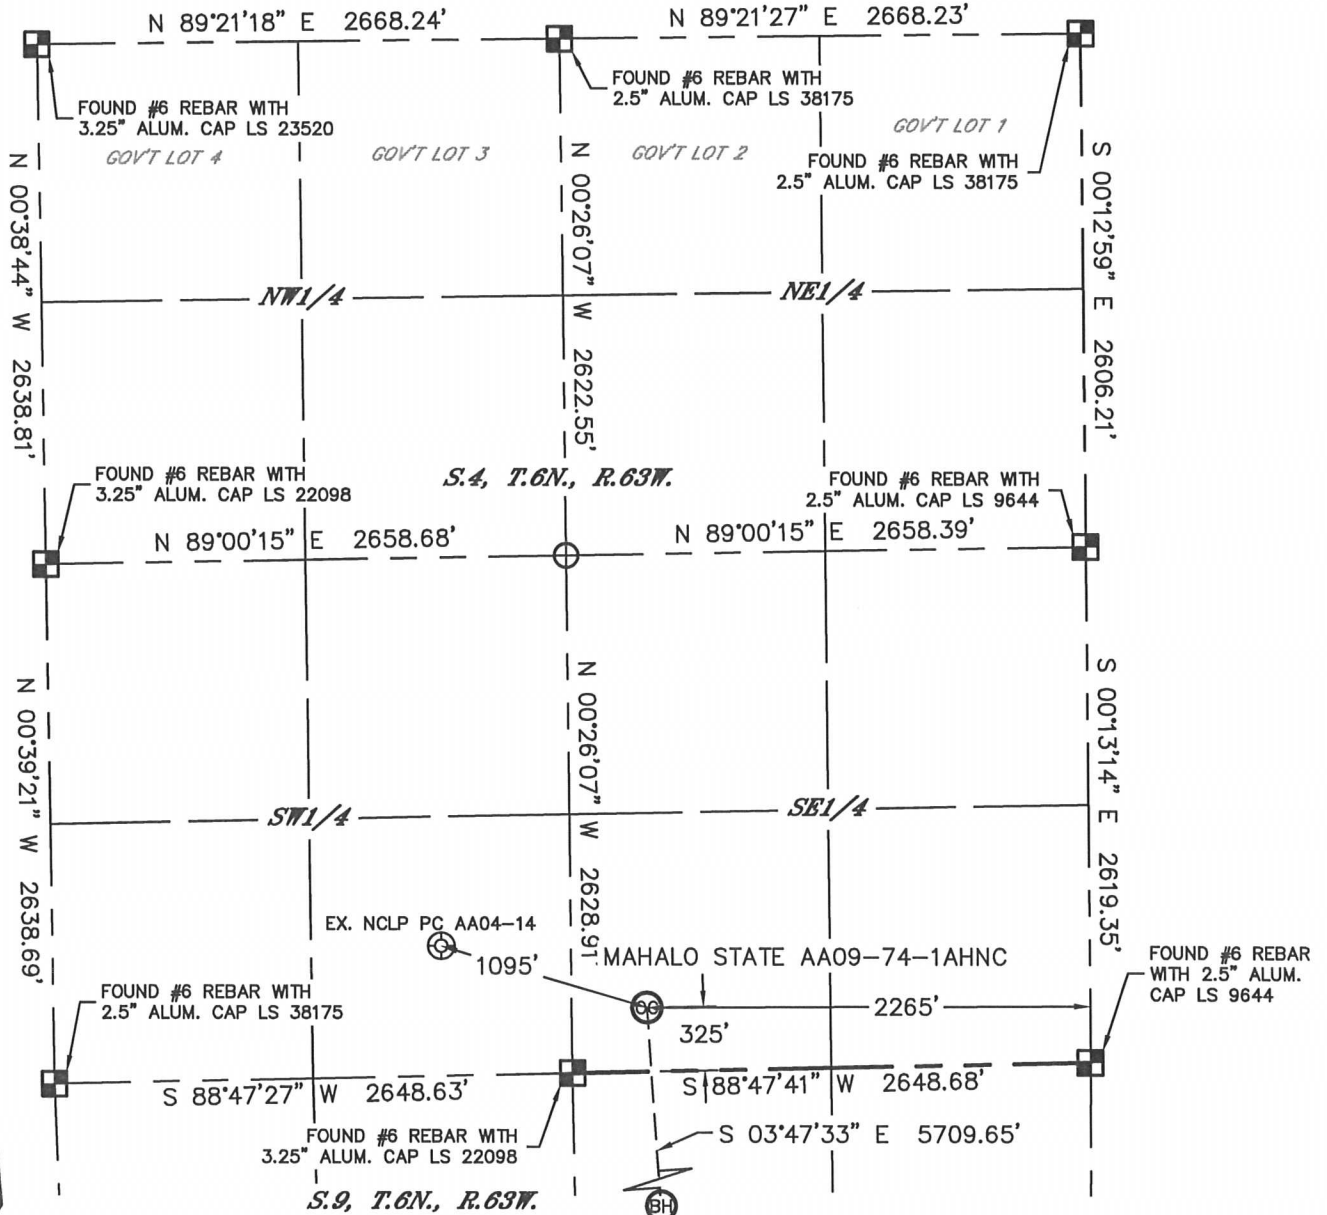 N 89°21'18" E 2668.24'
N 89°21'27" E 2668.23'
FOUND #6 REBAR WITH
3.25" ALUM. CAP LS 23520
FOUND #6 REBAR WITH
2.5" ALUM. CAP LS 38175
FOUND #6 REBAR WITH
2.5" ALUM. CAP LS 38175
GOV'T LOT 4
GOV'T LOT 3
GOV'T LOT 2
GOV'T LOT 1
N 00°38'44" W 2638.81'
N 00°26'07" W 2622.55'
S 00°12'59" E 2606.21'
NW1/4
NE1/4
S.4, T.6N., R.63W.
FOUND #6 REBAR WITH
3.25" ALUM. CAP LS 22098
FOUND #6 REBAR WITH
2.5" ALUM. CAP LS 9644
N 89°00'15" E 2658.68'
N 89°00'15" E 2658.39'
N 00°39'21" W 2638.69'
N 00°26'07" W 2628.91'
S 00°13'14" E 2619.35'
SW1/4
SE1/4
EX. NCLP PC AA04-14
1095'
MAHALO STATE AA09-74-1AHNC
OG
2265'
325'
FOUND #6 REBAR
WITH 2.5" ALUM.
CAP LS 9644
FOUND #6 REBAR WITH
2.5" ALUM. CAP LS 38175
S 88°47'27" W 2648.63'
S 88°47'41" W 2648.68'
FOUND #6 REBAR WITH
3.25" ALUM. CAP LS 22098
S 03°47'33" E 5709.65'
S.9, T.6N., R.63W.
BH